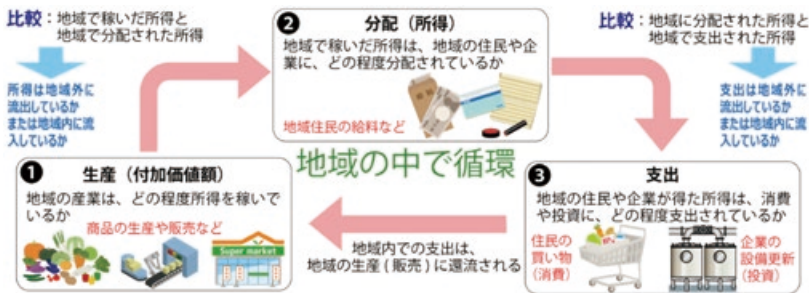 比較：地域で稼いだ所得と
地域で分配された所得
所得は地域外に
流出しているか
または地域内に流
入しているか
❷ 分配（所得）
地域で稼いだ所得は、地域の住民や企
業に、どの程度分配されているか
地域住民の給料など
比較：地域に分配された所得と
地域で支出された所得
支出は地域外に
流出しているか
または地域内に流
入しているか
地域の中で循環
❶ 生産（付加価値額）
地域の産業は、どの程度所得を稼いで
いるか
商品の生産や販売など
Super market
❸ 支出
地域の住民や企業が得た所得は、消費
や投資に、どの程度支出されているか
住民の
買い物
（消費）
企業の
設備更新
（投資）
地域内での支出は、
地域の生産(販売)に還流される